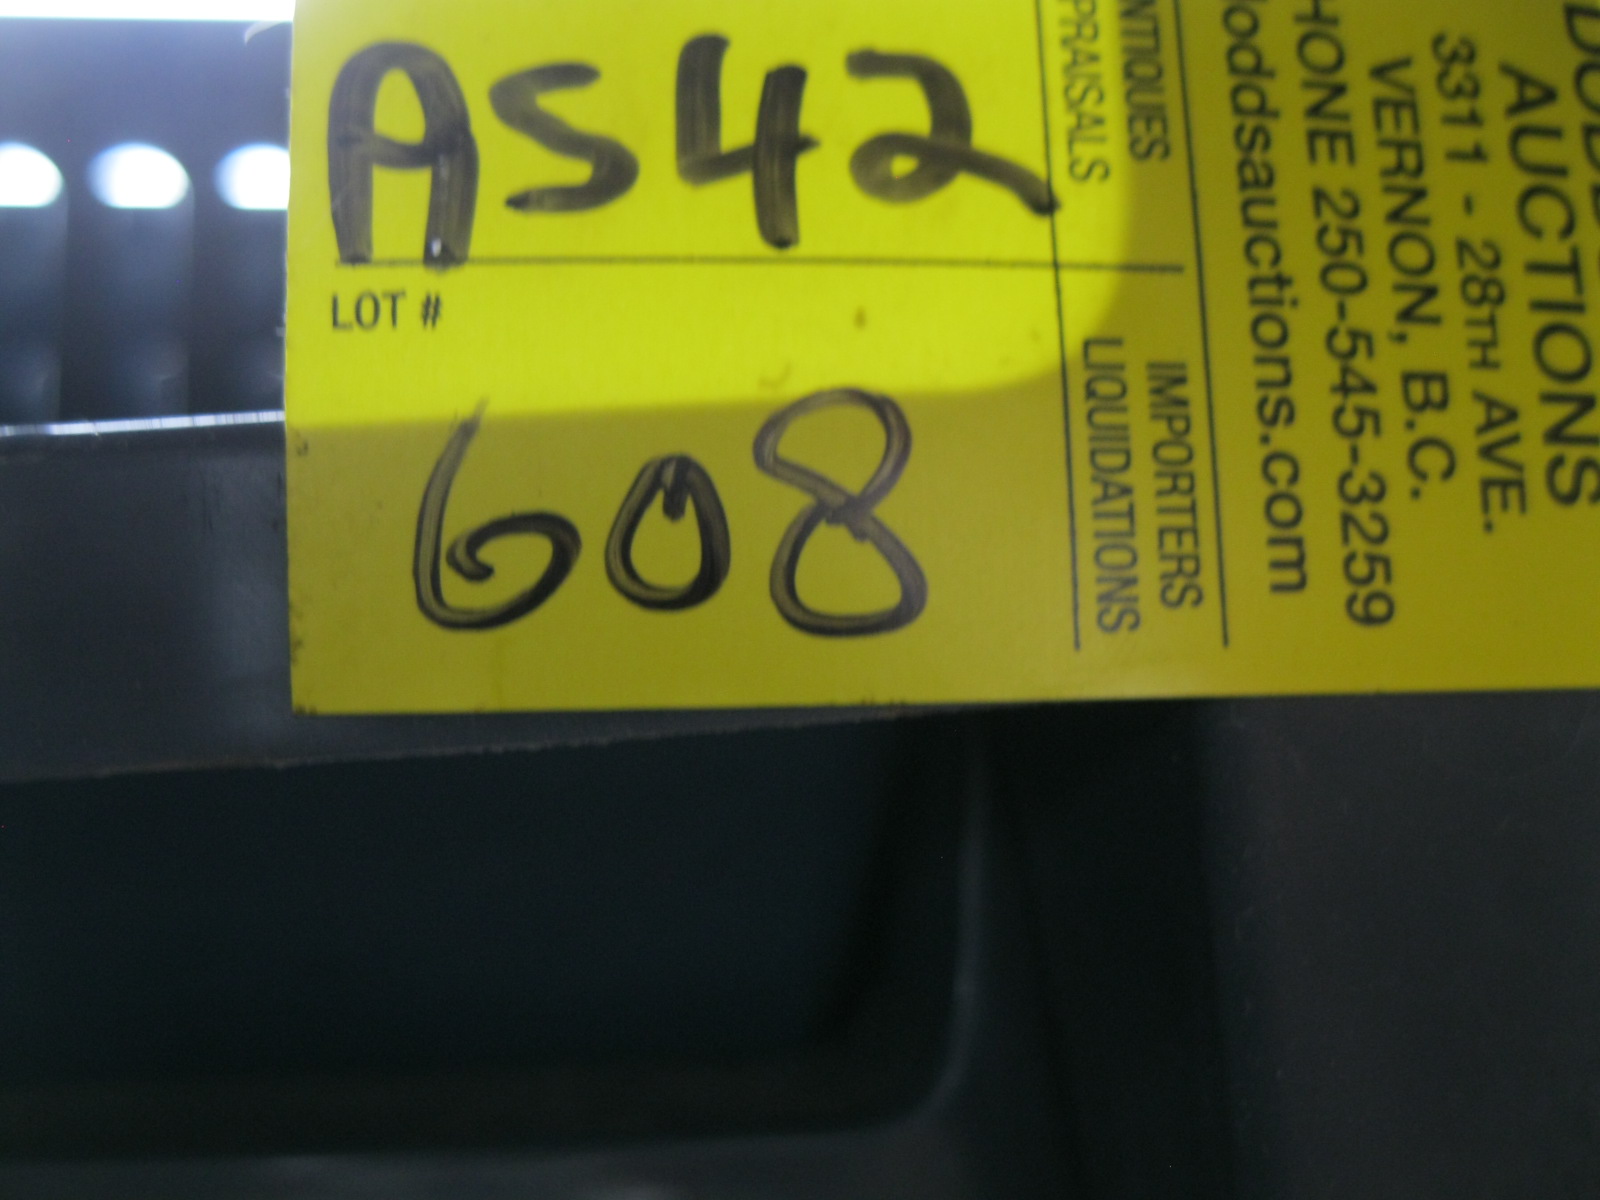 AS42
LOT #
608
NTIQUES
PRAISALS
IMPORTERS
LIQUIDATIONS
AUCTIONS
3311 - 28TH AVE.
VERNON, B.C.
HONE 250-545-3259
doddsauctions.com